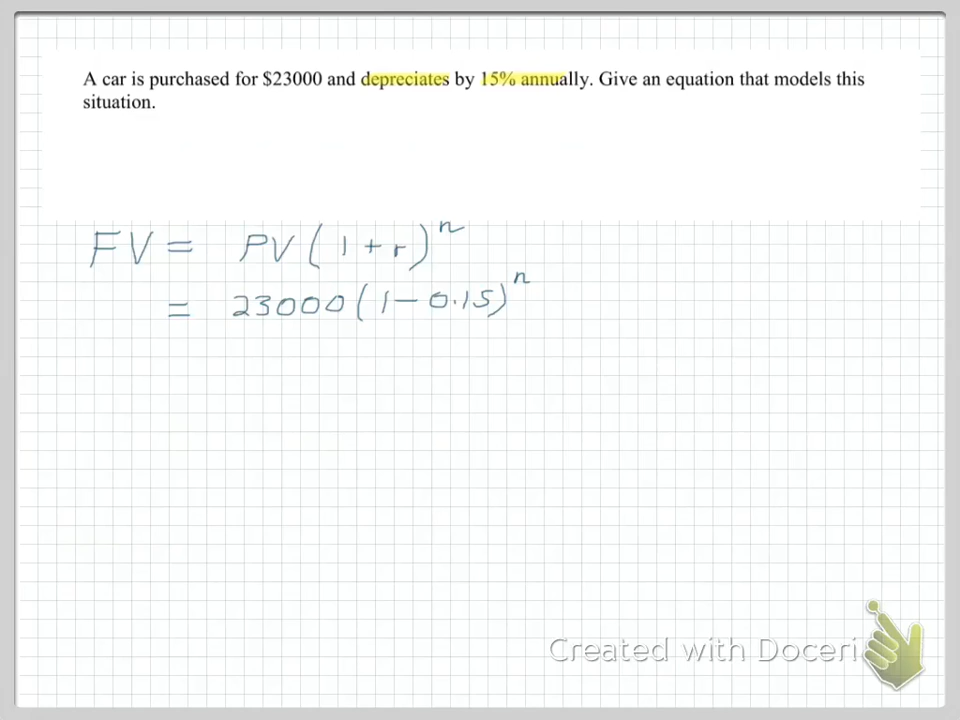 A car is purchased for $23000 and depreciates by 15% annually. Give an equation that models this
situation.
FV = PV(1+r)^n
= 23000(1-0.15)^n
Created with Doceri